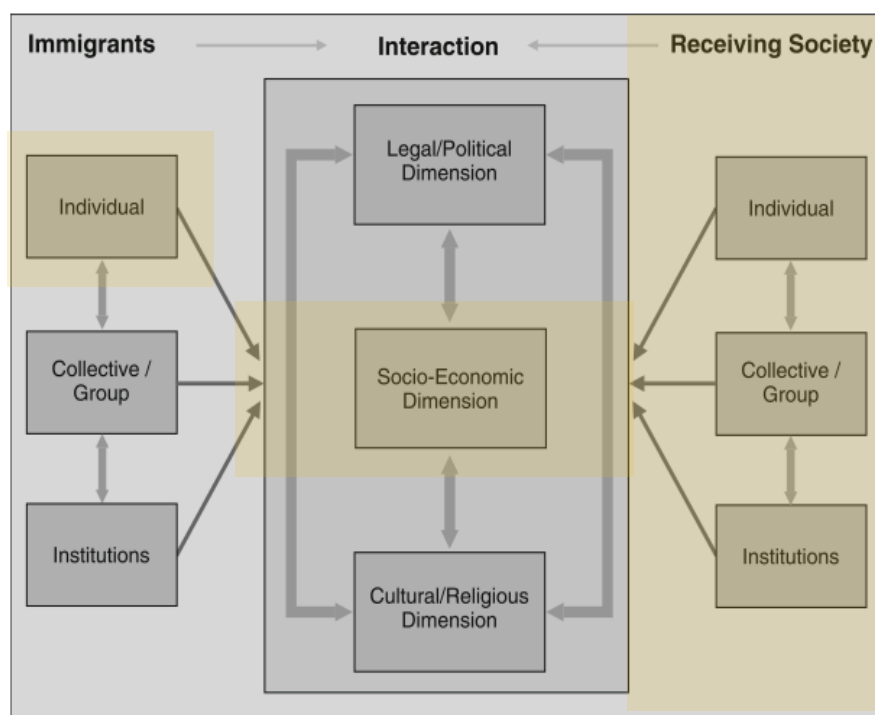 Immigrants
Interaction
Receiving Society
Individual
Collective /
Group
Institutions
Legal/Political
Dimension
Socio-Economic
Dimension
Cultural/Religious
Dimension
Individual
Collective /
Group
Institutions